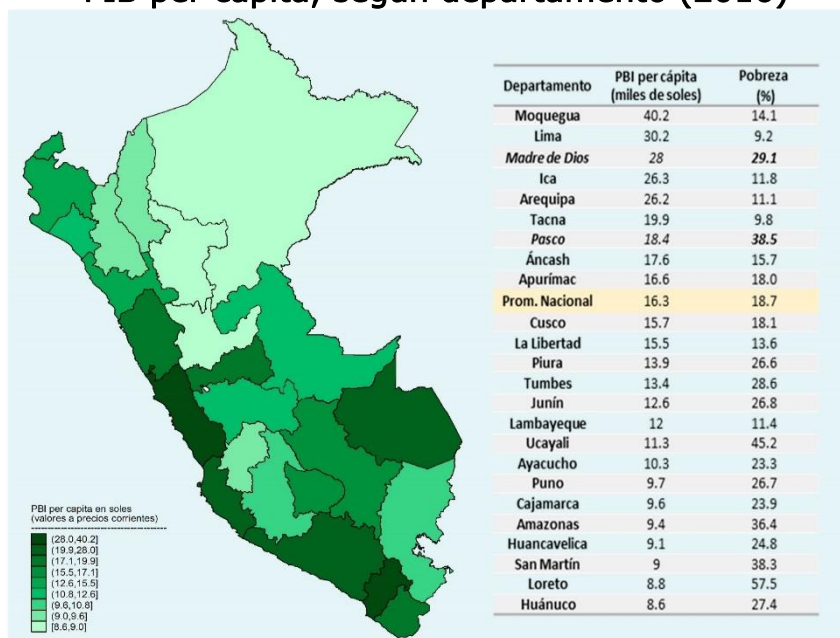 PIB per cápita, según departamento (2016)
Departamento PBI per cápita (miles de soles) Pobreza (%)
Moquegua 40.2 14.1
Lima 30.2 9.2
Madre de Dios 28 29.1
Ica 26.3 11.8
Arequipa 26.2 11.1
Tacna 19.9 9.8
Pasco 18.4 38.5
Áncash 17.6 15.7
Apurímac 16.6 18.0
Prom. Nacional 16.3 18.7
Cusco 15.7 18.1
La Libertad 15.5 13.6
Piura 13.9 26.6
Tumbes 13.4 28.6
Junín 12.6 26.8
Lambayeque 12 11.4
Ucayali 11.3 45.2
Ayacucho 10.3 23.3
Puno 9.7 26.7
Cajamarca 9.6 23.9
Amazonas 9.4 36.4
Huancavelica 9.1 24.8
San Martín 9 38.3
Loreto 8.8 57.5
Huánuco 8.6 27.4
PBI per capita en soles
(valores a precios corrientes)
(28.0,40.2]
(19.9,28.0]
(17.1,19.9]
(15.5,17.1]
(12.6,15.5]
(10.8,12.6]
(9.6,10.8]
(9.0,9.6]
[8.6,9.0]